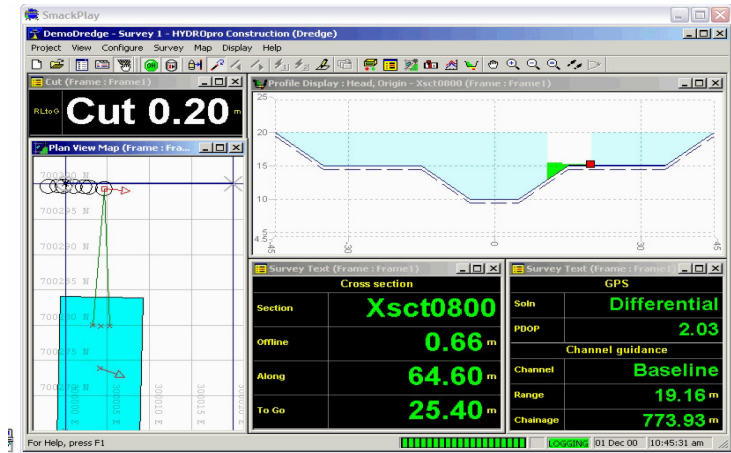 SmackPlay
DemoDredge - Survey 1 - HYDROpro Construction (Dredge)
Project View Configure Survey Map Display Help
Cut (Frame : Frame1)
RLtoG Cut 0.20 m
Profile Display : Head, Origin - Xsct0800 (Frame : Frame1)
25
20
15
10
4.5
-45
-30
0
30
45
Plan View Map (Frame : Fra...
700295 N
700290 N
700285 N
700280 N
700275 N
300005 E
300010 E
300015 E
Survey Text (Frame : Frame1)
Cross section
Section Xsct0800
Offline 0.66 m
Along 64.60 m
To Go 25.40 m
Survey Text (Frame : Frame1)
GPS
Soln Differential
PDOP 2.03
Channel guidance
Channel Baseline
Range 19.16 m
Chainage 773.93 m
For Help, press F1
LOGGING 01 Dec 00 10:45:31 am